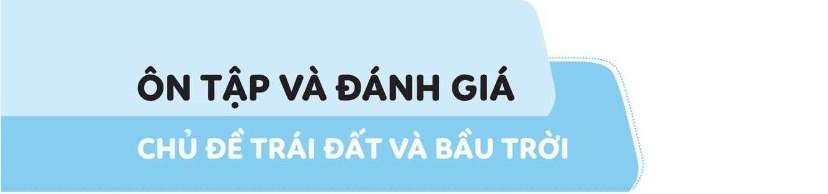 ÔN TẬP VÀ ĐÁNH GIÁ
CHỦ ĐỀ TRÁI ĐẤT VÀ BẦU TRỜI